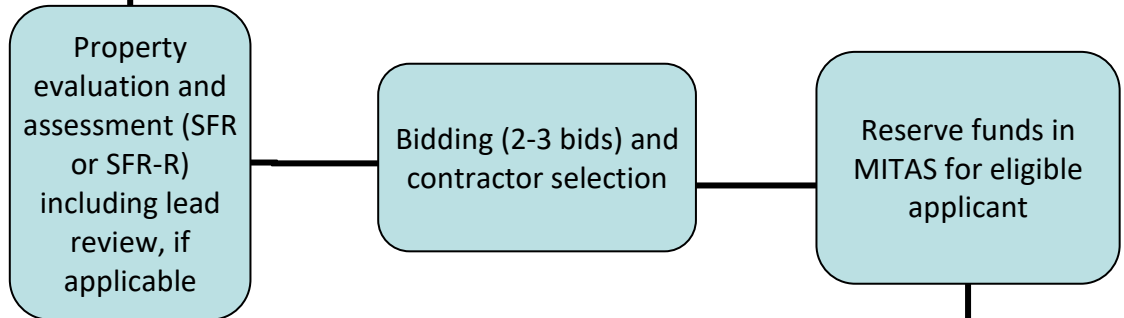 Property
evaluation and
assessment (SFR
or SFR-R)
including lead
review, if
applicable
Bidding (2-3 bids) and
contractor selection
Reserve funds in
MITAS for eligible
applicant